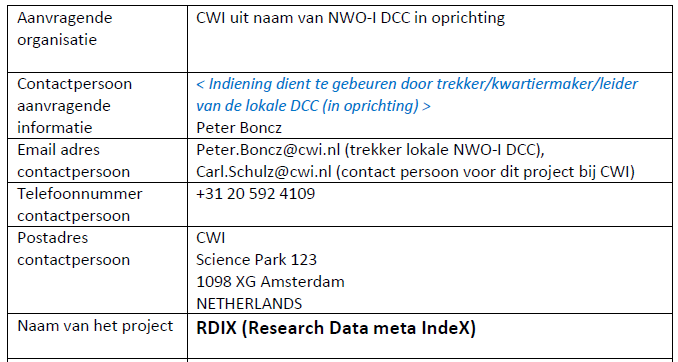 Aanvragende organisatie
CWI uit naam van NWO-I DCC in oprichting
Contactpersoon aanvragende informatie
< Indiening dient te gebeuren door trekker/kwartiermaker/leider
van de lokale DCC (in oprichting) >
Peter Boncz
Email adres contactpersoon
Peter.Boncz@cwi.nl (trekker lokale NWO-I DCC),
Carl.Schulz@cwi.nl (contact persoon voor dit project bij CWI)
Telefoonnummer contactpersoon
+31 20 592 4109
Postadres contactpersoon
CWI
Science Park 123
1098 XG Amsterdam
NETHERLANDS
Naam van het project
RDIX (Research Data meta IndeX)